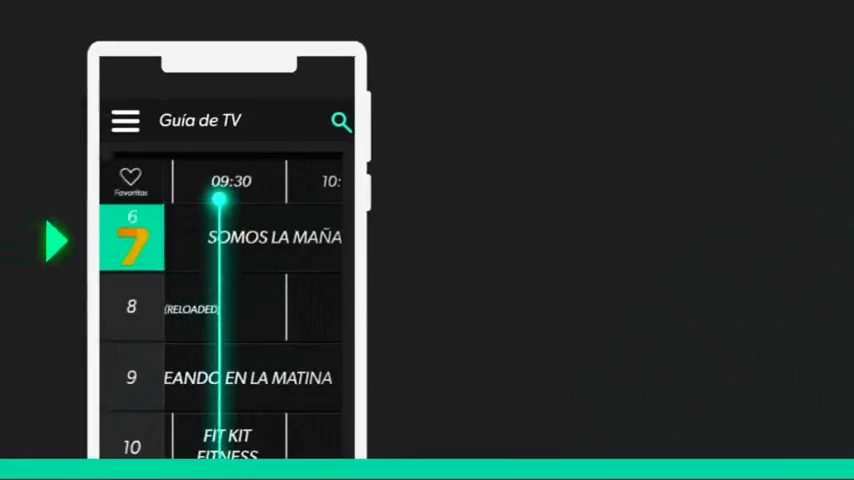 Guía de TV
Favoritos
09:30
10:
6
7
SOMOS LA MAÑA
8
(RELOADED)
9
EANDO EN LA MATINA
10
FIT KIT
FITNESS